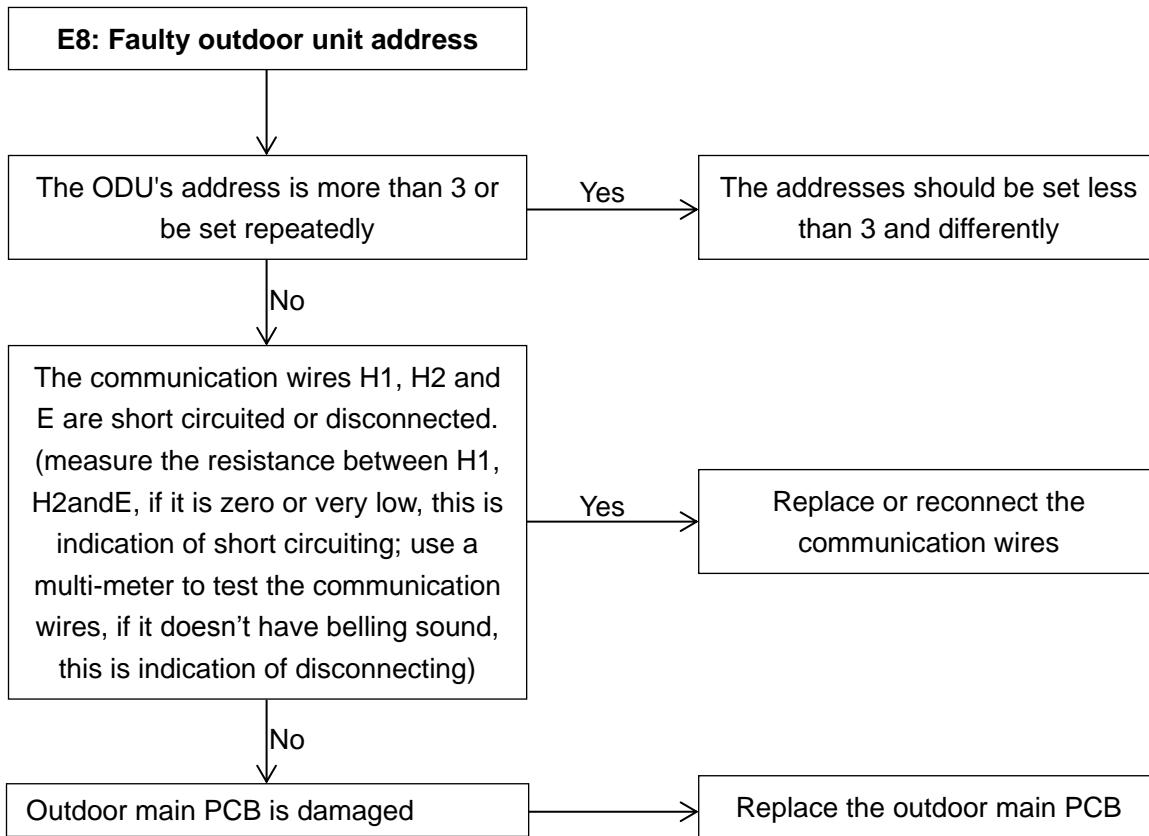 E8: Faulty outdoor unit address
The ODU's address is more than 3 or
be set repeatedly
Yes
The addresses should be set less
than 3 and differently
No
The communication wires H1, H2 and
E are short circuited or disconnected.
(measure the resistance between H1,
H2andE, if it is zero or very low, this is
indication of short circuiting; use a
multi-meter to test the communication
wires, if it doesn’t have belling sound,
this is indication of disconnecting)
Yes
Replace or reconnect the
communication wires
No
Outdoor main PCB is damaged
Replace the outdoor main PCB